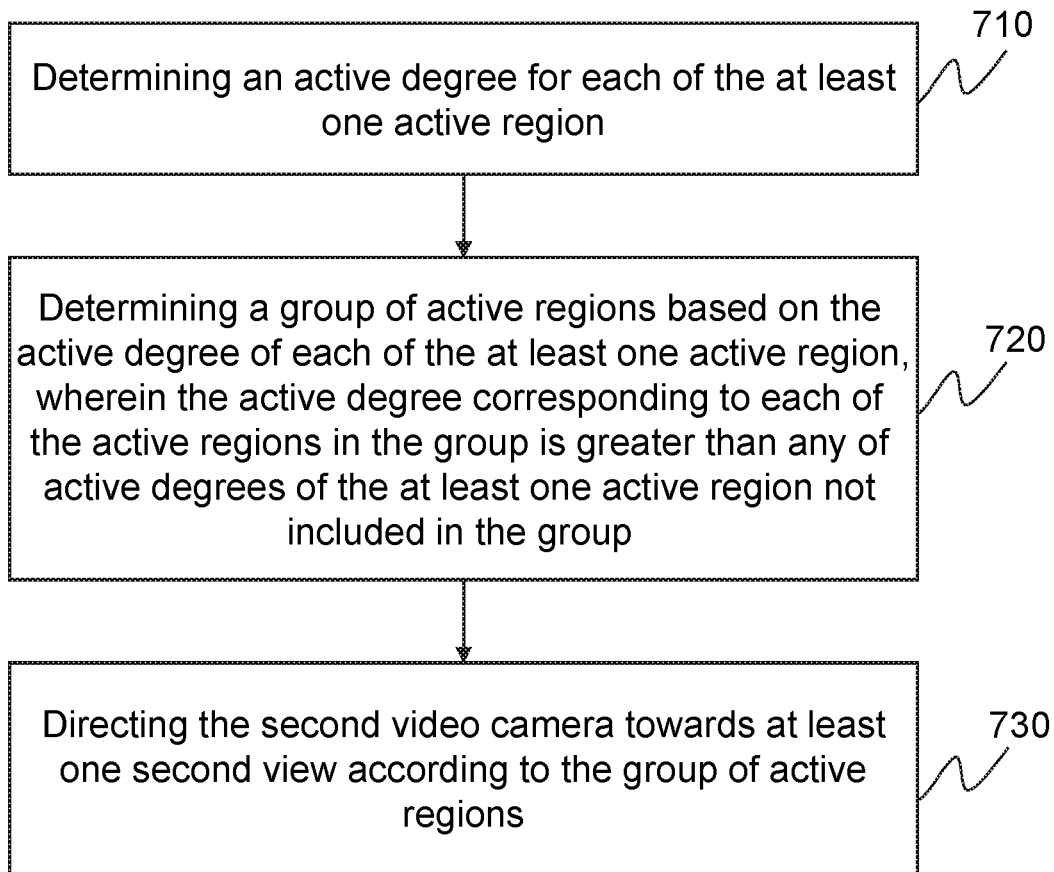 710
Determining an active degree for each of the at least
one active region
720
Determining a group of active regions based on the
active degree of each of the at least one active region,
wherein the active degree corresponding to each of
the active regions in the group is greater than any of
active degrees of the at least one active region not
included in the group
730
Directing the second video camera towards at least
one second view according to the group of active
regions